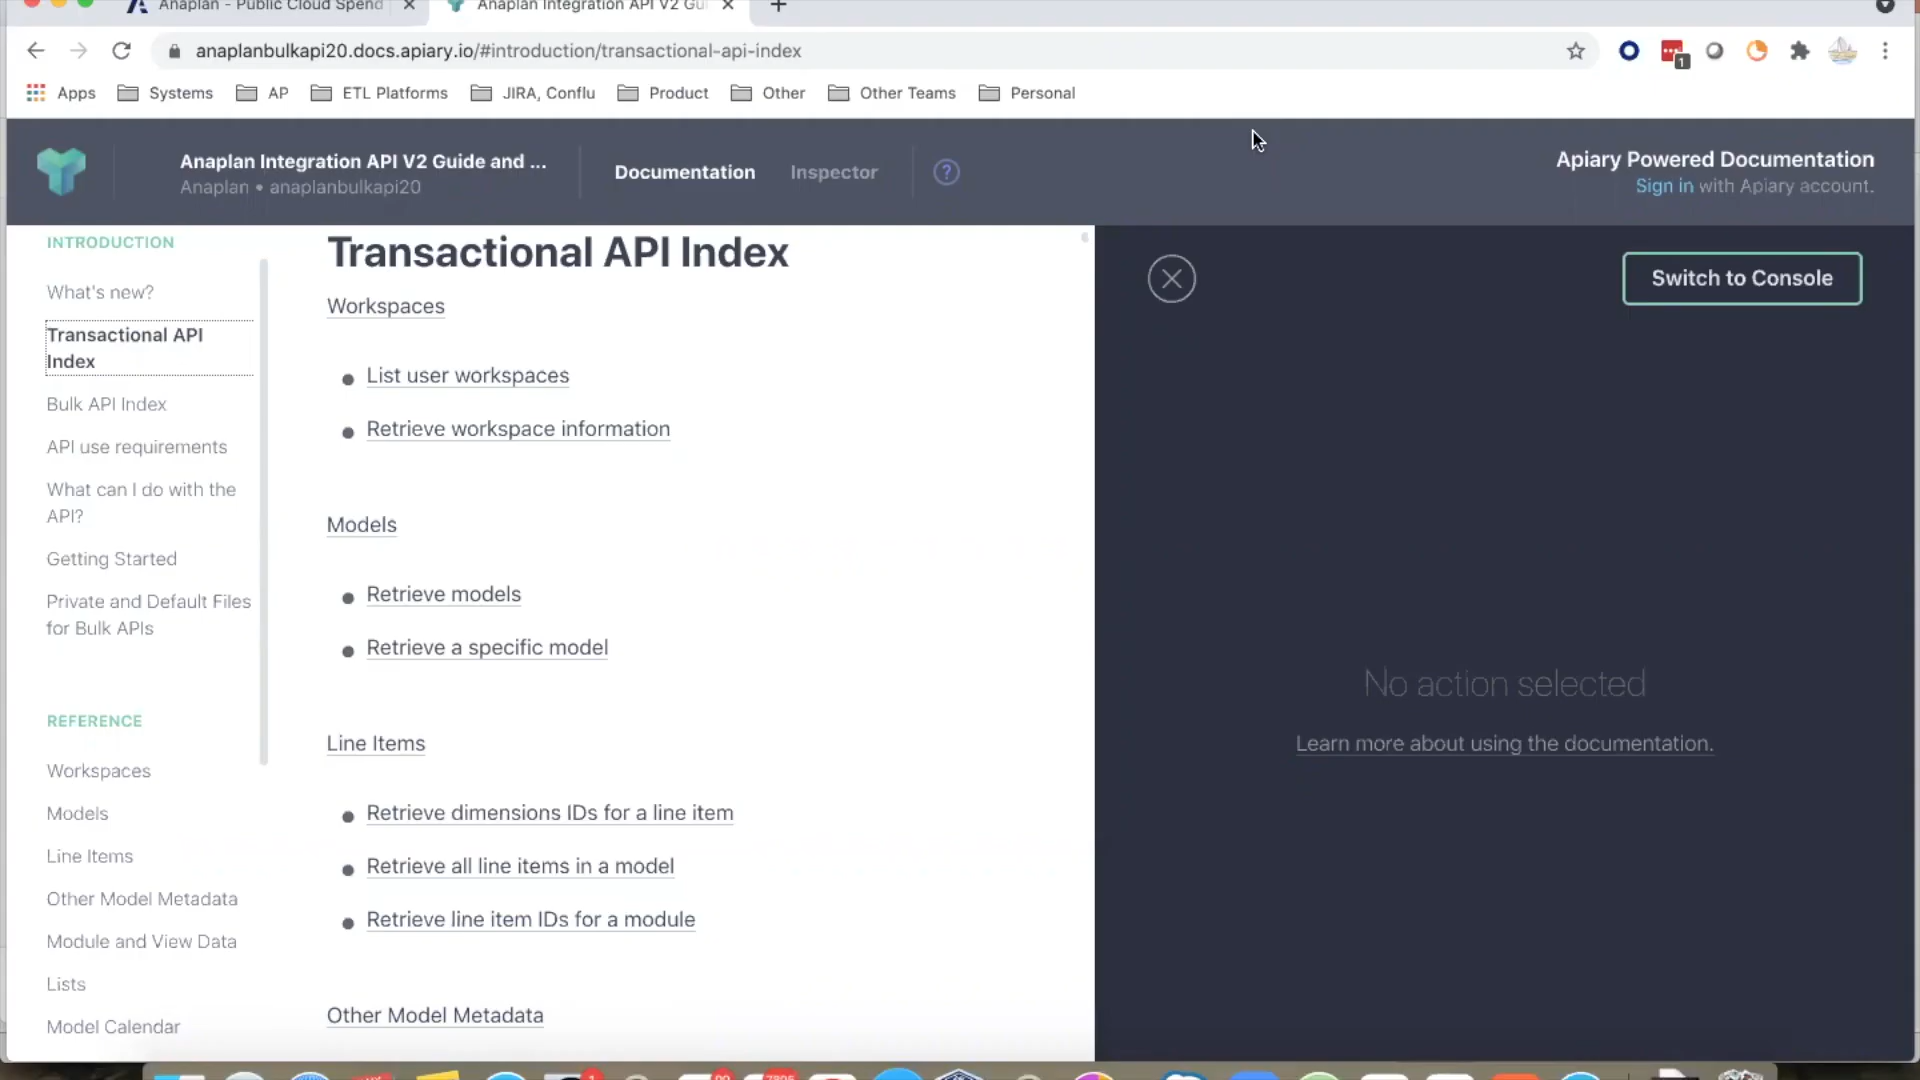 Anaplan - Public Cloud Spend
Anaplan Integration API V2 Gui
anaplanbulkapi20.docs.apiary.io/#introduction/transactional-api-index
1
Apps
Systems
AP
ETL Platforms
JIRA, Conflu
Product
Other
Other Teams
Personal
Anaplan Integration API V2 Guide and ...
Anaplan • anaplanbulkapi20
Documentation
Inspector
?
Apiary Powered Documentation
Sign in with Apiary account.
INTRODUCTION
What's new?
Transactional API
Index
Bulk API Index
API use requirements
What can I do with the
API?
Getting Started
Private and Default Files
for Bulk APIs
REFERENCE
Workspaces
Models
Line Items
Other Model Metadata
Module and View Data
Lists
Model Calendar
Transactional API Index
Workspaces
List user workspaces
Retrieve workspace information
Models
Retrieve models
Retrieve a specific model
Line Items
Retrieve dimensions IDs for a line item
Retrieve all line items in a model
Retrieve line item IDs for a module
Other Model Metadata
Switch to Console
No action selected
Learn more about using the documentation.